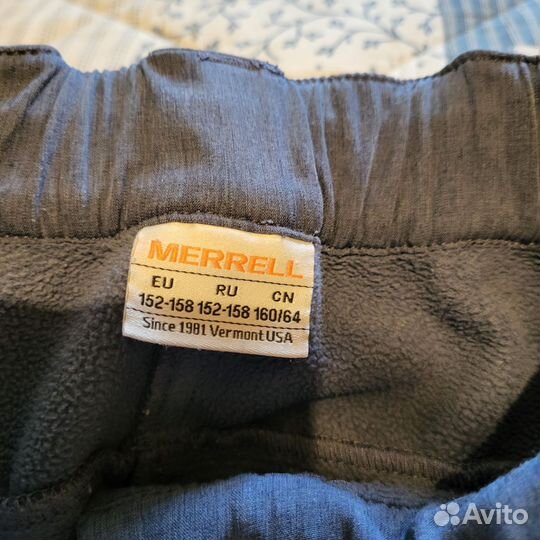 MERRELL
EU RU CN
152-158 152-158 160/64
Since 1981 Vermont USA
Avito